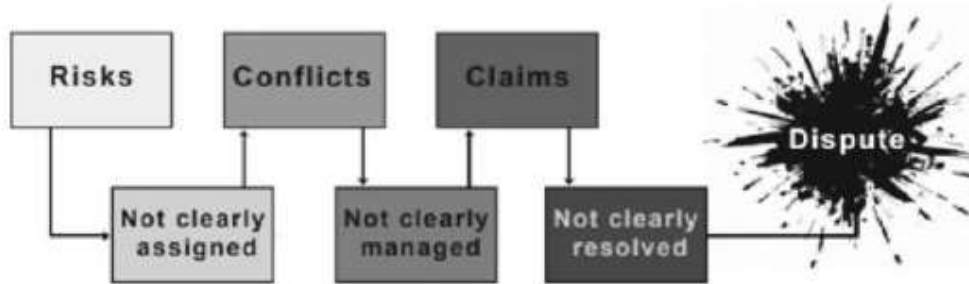 Risks
Conflicts
Claims
Dispute
Not clearly
assigned
Not clearly
managed
Not clearly
resolved